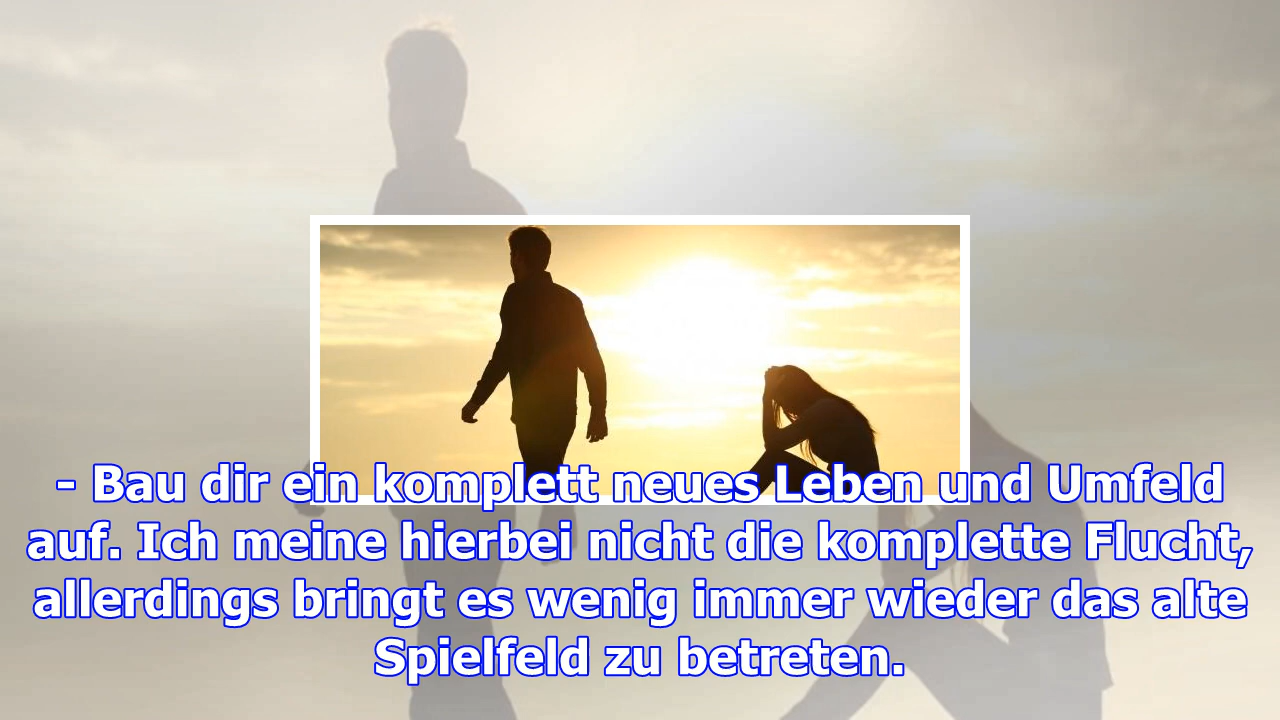 - Bau dir ein komplett neues Leben und Umfeld
auf. Ich meine hierbei nicht die komplette Flucht,
allerdings bringt es wenig immer wieder das alte
Spielfeld zu betreten.